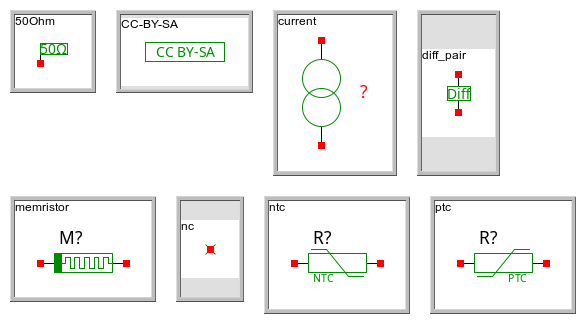 50Ohm
50Ω
CC-BY-SA
CC BY-SA
current
?
diff_pair
Diff
memristor
M?
nc
ntc
R?
NTC
ptc
R?
PTC